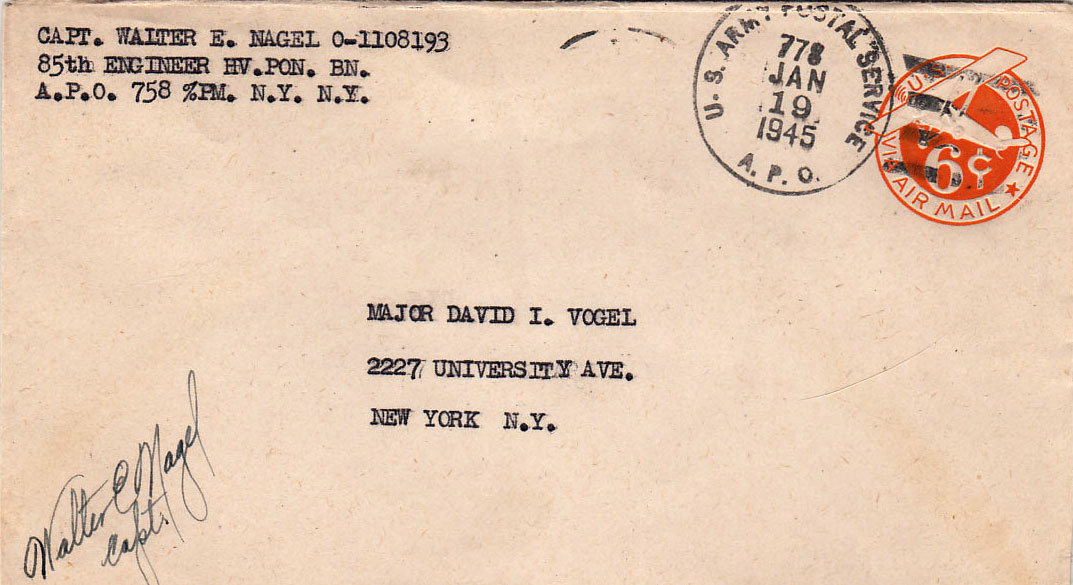 CAPT. WALTER E. NAGEL O-1108193
85th ENGINEER HV.PON. BN.
A.P.O. 758 %PM. N.Y. N.Y.
U.S. ARMY POSTAL SERVICE
778
JAN
19
1945
A.P.O.
U.S. POSTAGE
6¢
VIA AIR MAIL
MAJOR DAVID I. VOGEL
2227 UNIVERSITY AVE.
NEW YORK N.Y.
Walter E Nagel
Capt.